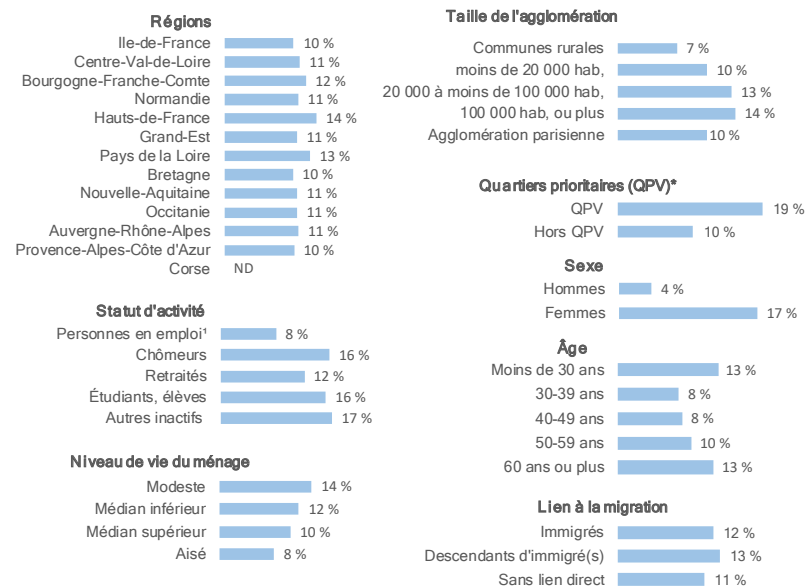 Régions
Ile-de-France 10 %
Centre-Val-de-Loire 11 %
Bourgogne-Franche-Comte 12 %
Normandie 11 %
Hauts-de-France 14 %
Grand-Est 11 %
Pays de la Loire 13 %
Bretagne 10 %
Nouvelle-Aquitaine 11 %
Occitanie 11 %
Auvergne-Rhône-Alpes 11 %
Provence-Alpes-Côte d'Azur 10 %
Corse ND
Statut d'activité
Personnes en emploi¹ 8 %
Chômeurs 16 %
Retraités 12 %
Étudiants, élèves 16 %
Autres inactifs 17 %
Niveau de vie du ménage
Modeste 14 %
Médian inférieur 12 %
Médian supérieur 10 %
Aisé 8 %
Taille de l'agglomération
Communes rurales 7 %
moins de 20 000 hab, 10 %
20 000 à moins de 100 000 hab, 13 %
100 000 hab, ou plus 14 %
Agglomération parisienne 10 %
Quartiers prioritaires (QPV)*
QPV 19 %
Hors QPV 10 %
Sexe
Hommes 4 %
Femmes 17 %
Âge
Moins de 30 ans 13 %
30-39 ans 8 %
40-49 ans 8 %
50-59 ans 10 %
60 ans ou plus 13 %
Lien à la migration
Immigrés 12 %
Descendants d'immigré(s) 13 %
Sans lien direct 11 %